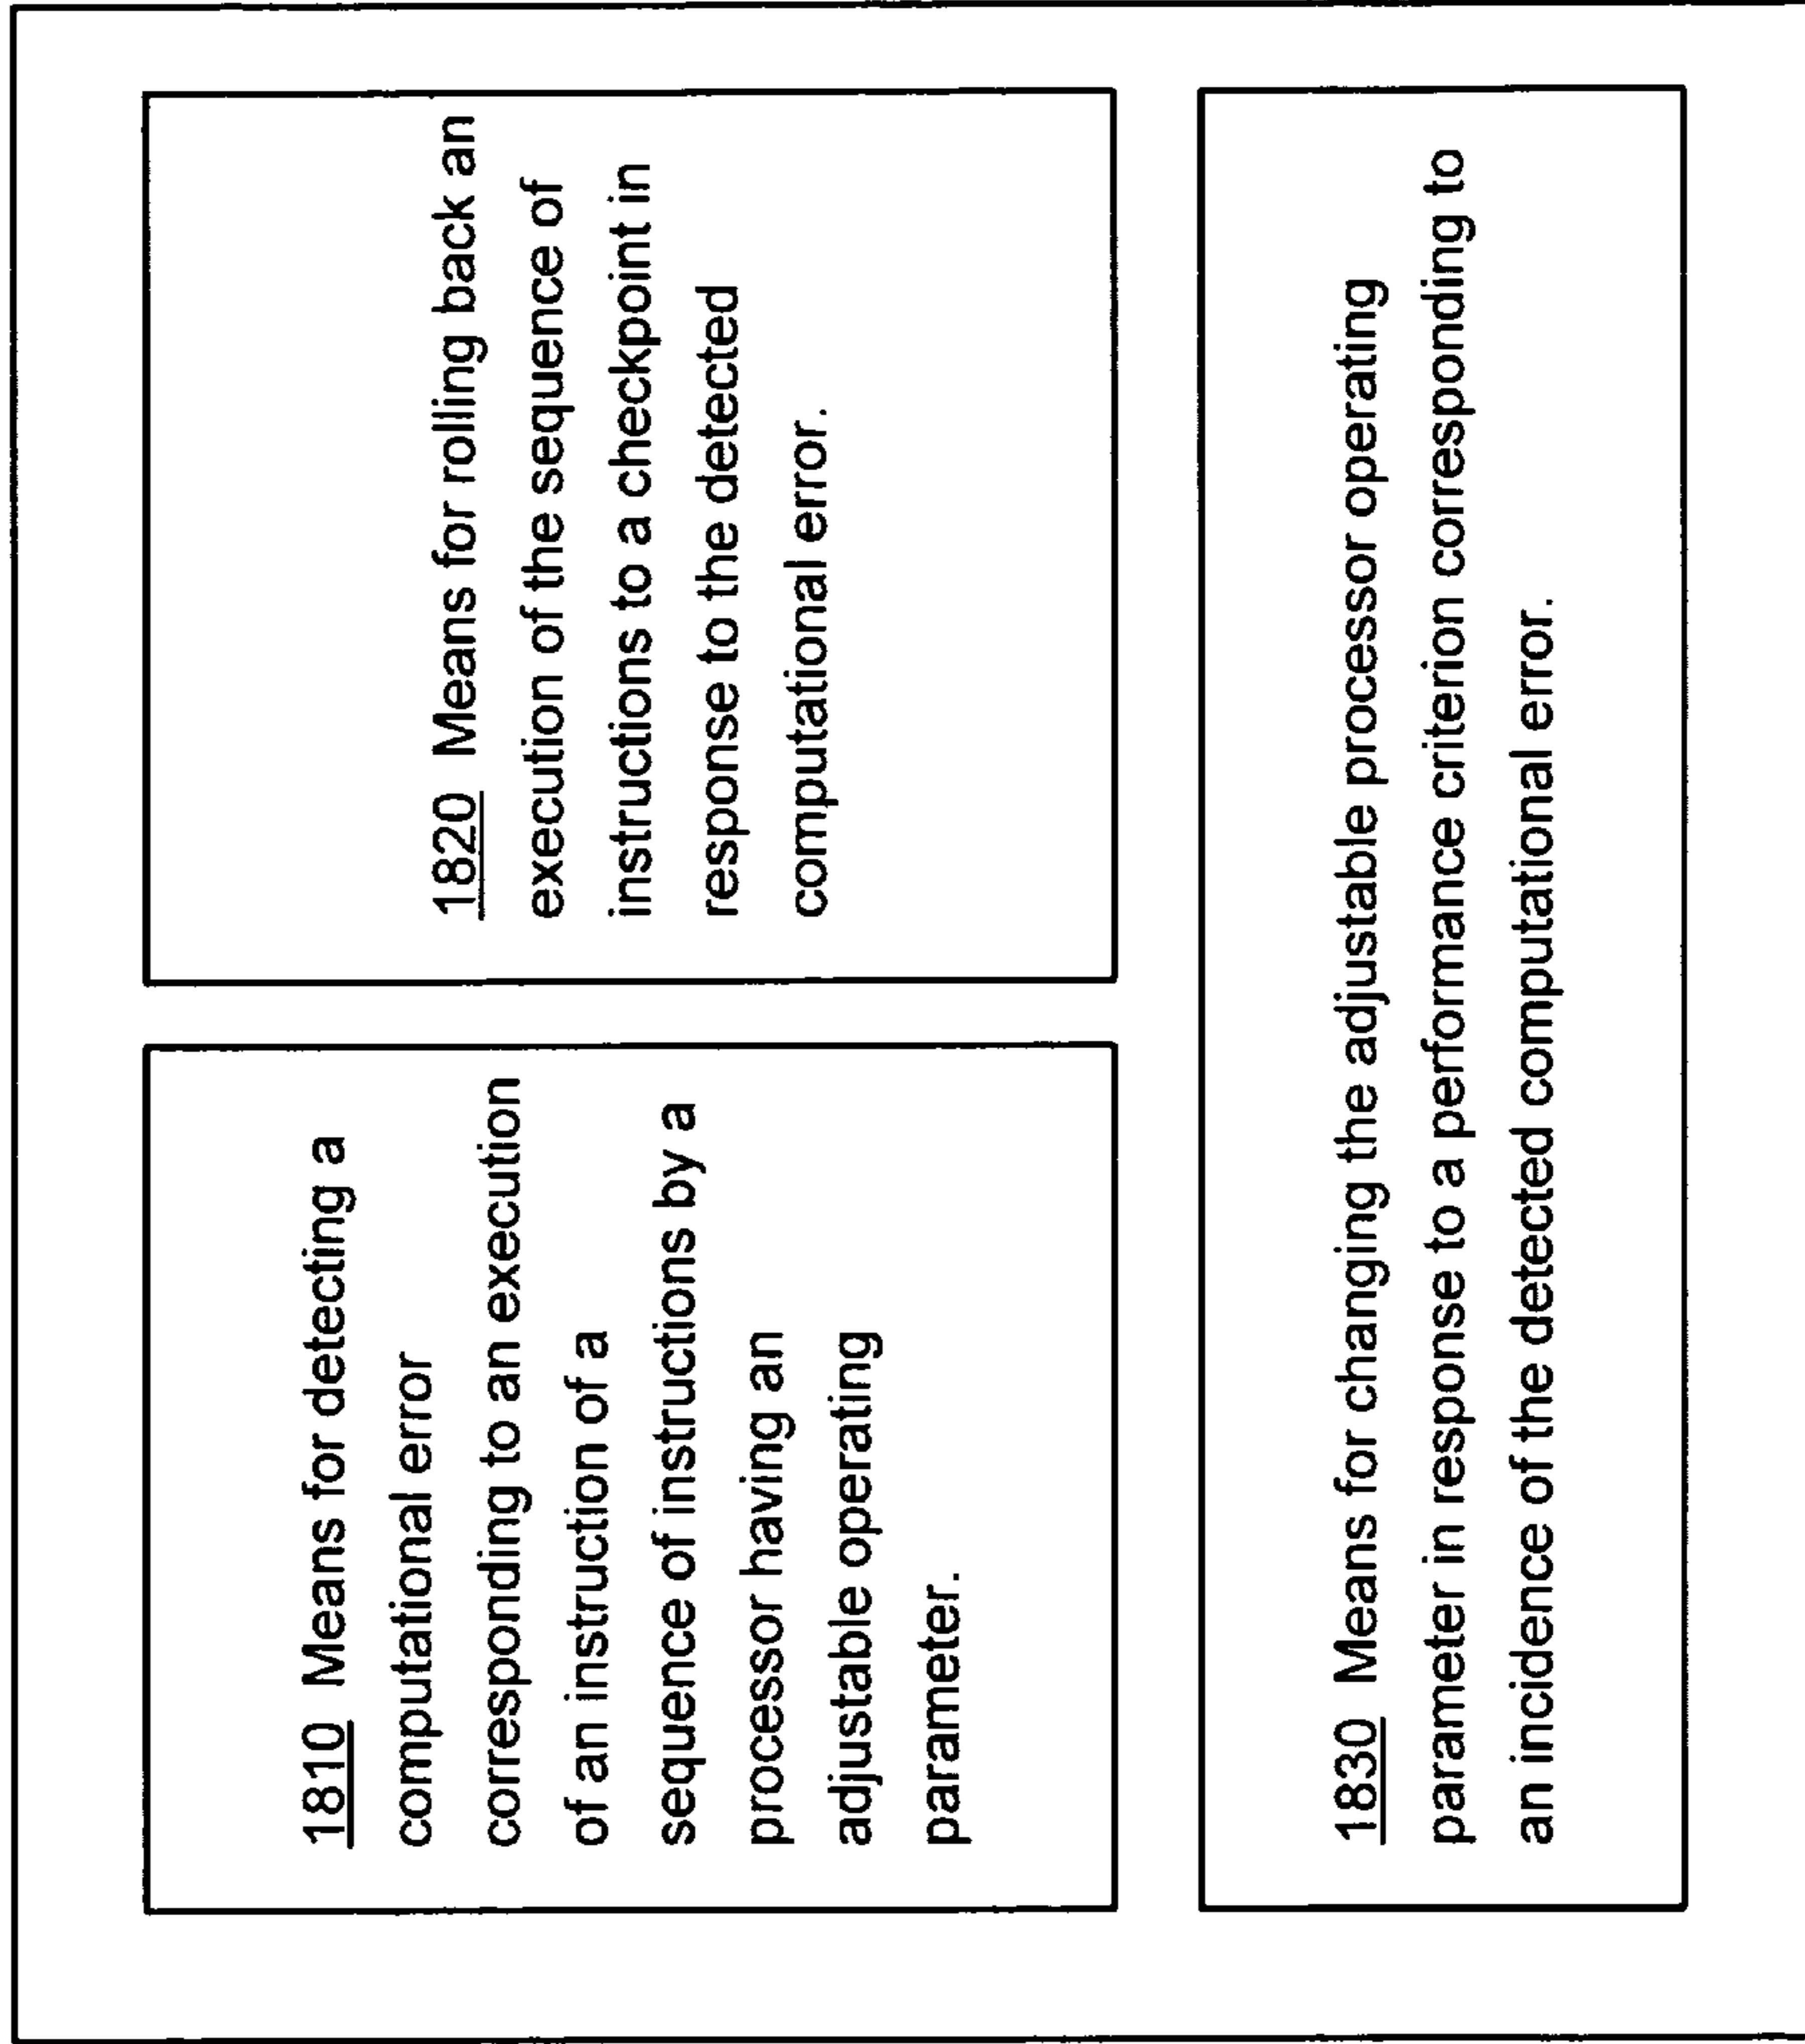 1810 Means for detecting a
computational error
corresponding to an execution
of an instruction of a
sequence of instructions by a
processor having an
adjustable operating
parameter.
1820 Means for rolling back an
execution of the sequence of
instructions to a checkpoint in
response to the detected
computational error.
1830 Means for changing the adjustable processor operating
parameter in response to a performance criterion corresponding to
an incidence of the detected computational error.